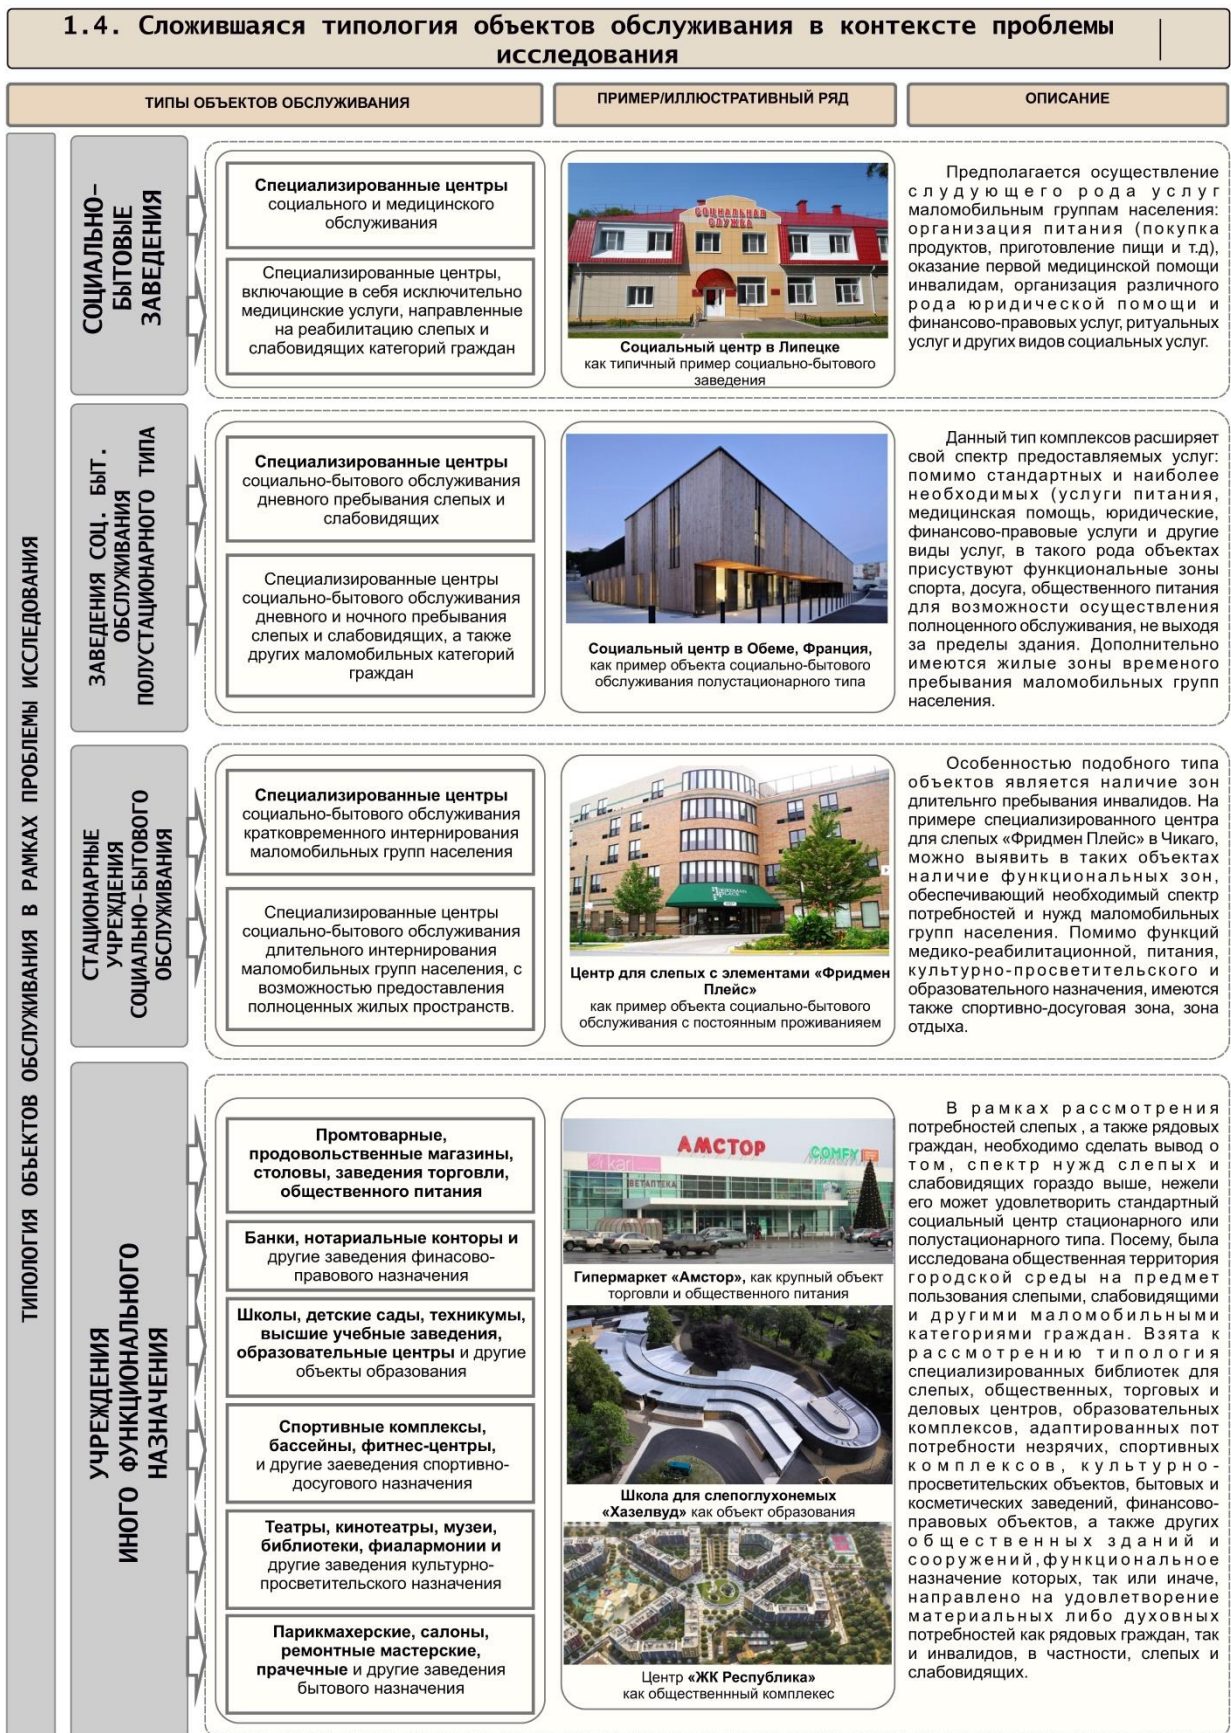 1.4. Сложившаяся типология объектов обслуживания в контексте проблемы
исследования
ТИПЫ ОБЪЕКТОВ ОБСЛУЖИВАНИЯ
ПРИМЕР/ИЛЛЮСТРАТИВНЫЙ РЯД
ОПИСАНИЕ
ТИПОЛОГИЯ ОБЪЕКТОВ ОБСЛУЖИВАНИЯ В РАМКАХ ПРОБЛЕМЫ ИССЛЕДОВАНИЯ
СОЦИАЛЬНО-
БЫТОВЫЕ
ЗАВЕДЕНИЯ
Специализированные центры
социального и медицинского
обслуживания
Специализированные центры,
включающие в себя исключительно
медицинские услуги, направленные
на реабилитацию слепых и
слабовидящих категорий граждан
СОЦИАЛЬНАЯ
СЛУЖБА
Социальный центр в Липецке
как типичный пример социально-бытового
заведения
Предполагается осуществление
слудующего рода услуг
маломобильным группам населения:
организация питания (покупка
продуктов, приготовление пищи и т.д),
оказание первой медицинской помощи
инвалидам, организация различного
рода юридической помощи и
финансово-правовых услуг, ритуальных
услуг и других видов социальных услуг.
ЗАВЕДЕНИЯ СОЦ. БЫТ.
ОБСЛУЖИВАНИЯ
ПОЛУСТАЦИОНАРНОГО ТИПА
Специализированные центры
социально-бытового обслуживания
дневного пребывания слепых и
слабовидящих
Специализированные центры
социально-бытового обслуживания
дневного и ночного пребывания
слепых и слабовидящих, а также
других маломобильных категорий
граждан
Социальный центр в Обеме, Франция,
как пример объекта социально-бытового
обслуживания полустационарного типа
Данный тип комплексов расширяет
свой спектр предоставляемых услуг:
помимо стандартных и наиболее
необходимых (услуги питания,
медицинская помощь, юридические,
финансово-правовые услуги и другие
виды услуг, в такого рода объектах
присуствуют функциональные зоны
спорта, досуга, общественного питания
для возможности осуществления
полноценного обслуживания, не выходя
за пределы здания. Дополнительно
имеются жилые зоны временого
пребывания маломобильных групп
населения.
СТАЦИОНАРНЫЕ
УЧРЕЖДЕНИЯ
СОЦИАЛЬНО-БЫТОВОГО
ОБСЛУЖИВАНИЯ
Специализированные центры
социально-бытового обслуживания
кратковременного интернирования
маломобильных групп населения
Специализированные центры
социально-бытового обслуживания
длительного интернирования
маломобильных групп населения, с
возможностью предоставления
полноценных жилых пространств.
Центр для слепых с элементами «Фридмен
Плейс»
как пример объекта социально-бытового
обслуживания с постоянным проживаниям
Особенностью подобного типа
объектов является наличие зон
длительнго пребывания инвалидов. На
примере специализированного центра
для слепых «Фридмен Плейс» в Чикаго,
можно выявить в таких объектах
наличие функциональных зон,
обеспечивающий необходимый спектр
потребностей и нужд маломобильных
групп населения. Помимо функций
медико-реабилитационной, питания,
культурно-просветительского и
образовательного назначения, имеются
также спортивно-досуговая зона, зона
отдыха.
УЧРЕЖДЕНИЯ
ИНОГО ФУНКЦИОНАЛЬНОГО
НАЗНАЧЕНИЯ
Промтоварные,
продовольственные магазины,
столовы, заведения торговли,
общественного питания
Банки, нотариальные конторы и
другие заведения финасово-
правового назначения
Школы, детские сады, техникумы,
высшие учебные заведения,
образовательные центры и другие
объекты образования
Спортивные комплексы,
бассейны, фитнес-центры,
и другие заеведения спортивно-
досугового назначения
Театры, кинотеатры, музеи,
библиотеки, фиалармонии и
другие заведения культурно-
просветительского назначения
Парикмахерские, салоны,
ремонтные мастерские,
прачечные и другие заведения
бытового назначения
АМСТОР
COMFY
kari
ВЕТАПТЕКА
Гипермаркет «Амстор», как крупный объект
торговли и общественного питания
Школа для слепоглухонемых
«Хазелвуд» как объект образования
Центр «ЖК Республика»
как общественнный комплекес
В рамках рассмотрения
потребностей слепых , а также рядовых
граждан, необходимо сделать вывод о
том, спектр нужд слепых и
слабовидящих гораздо выше, нежели
его может удовлетворить стандартный
социальный центр стационарного или
полустационарного типа. Посему, была
исследована общественная территория
городской среды на предмет
пользования слепыми, слабовидящими
и другими маломобильными
категориями граждан. Взята к
рассмотрению типология
специализированных библиотек для
слепых, общественных, торговых и
деловых центров, образовательных
комплексов, адаптированных пот
потребности незрячих, спортивных
комплексов, культурно-
просветительских объектов, бытовых и
косметических заведений, финансово-
правовых объектов, а также других
общественных зданий и
сооружений,функциональное
назначение которых, так или иначе,
направлено на удовлетворение
материальных либо духовных
потребностей как рядовых граждан, так
и инвалидов, в частности, слепых и
слабовидящих.